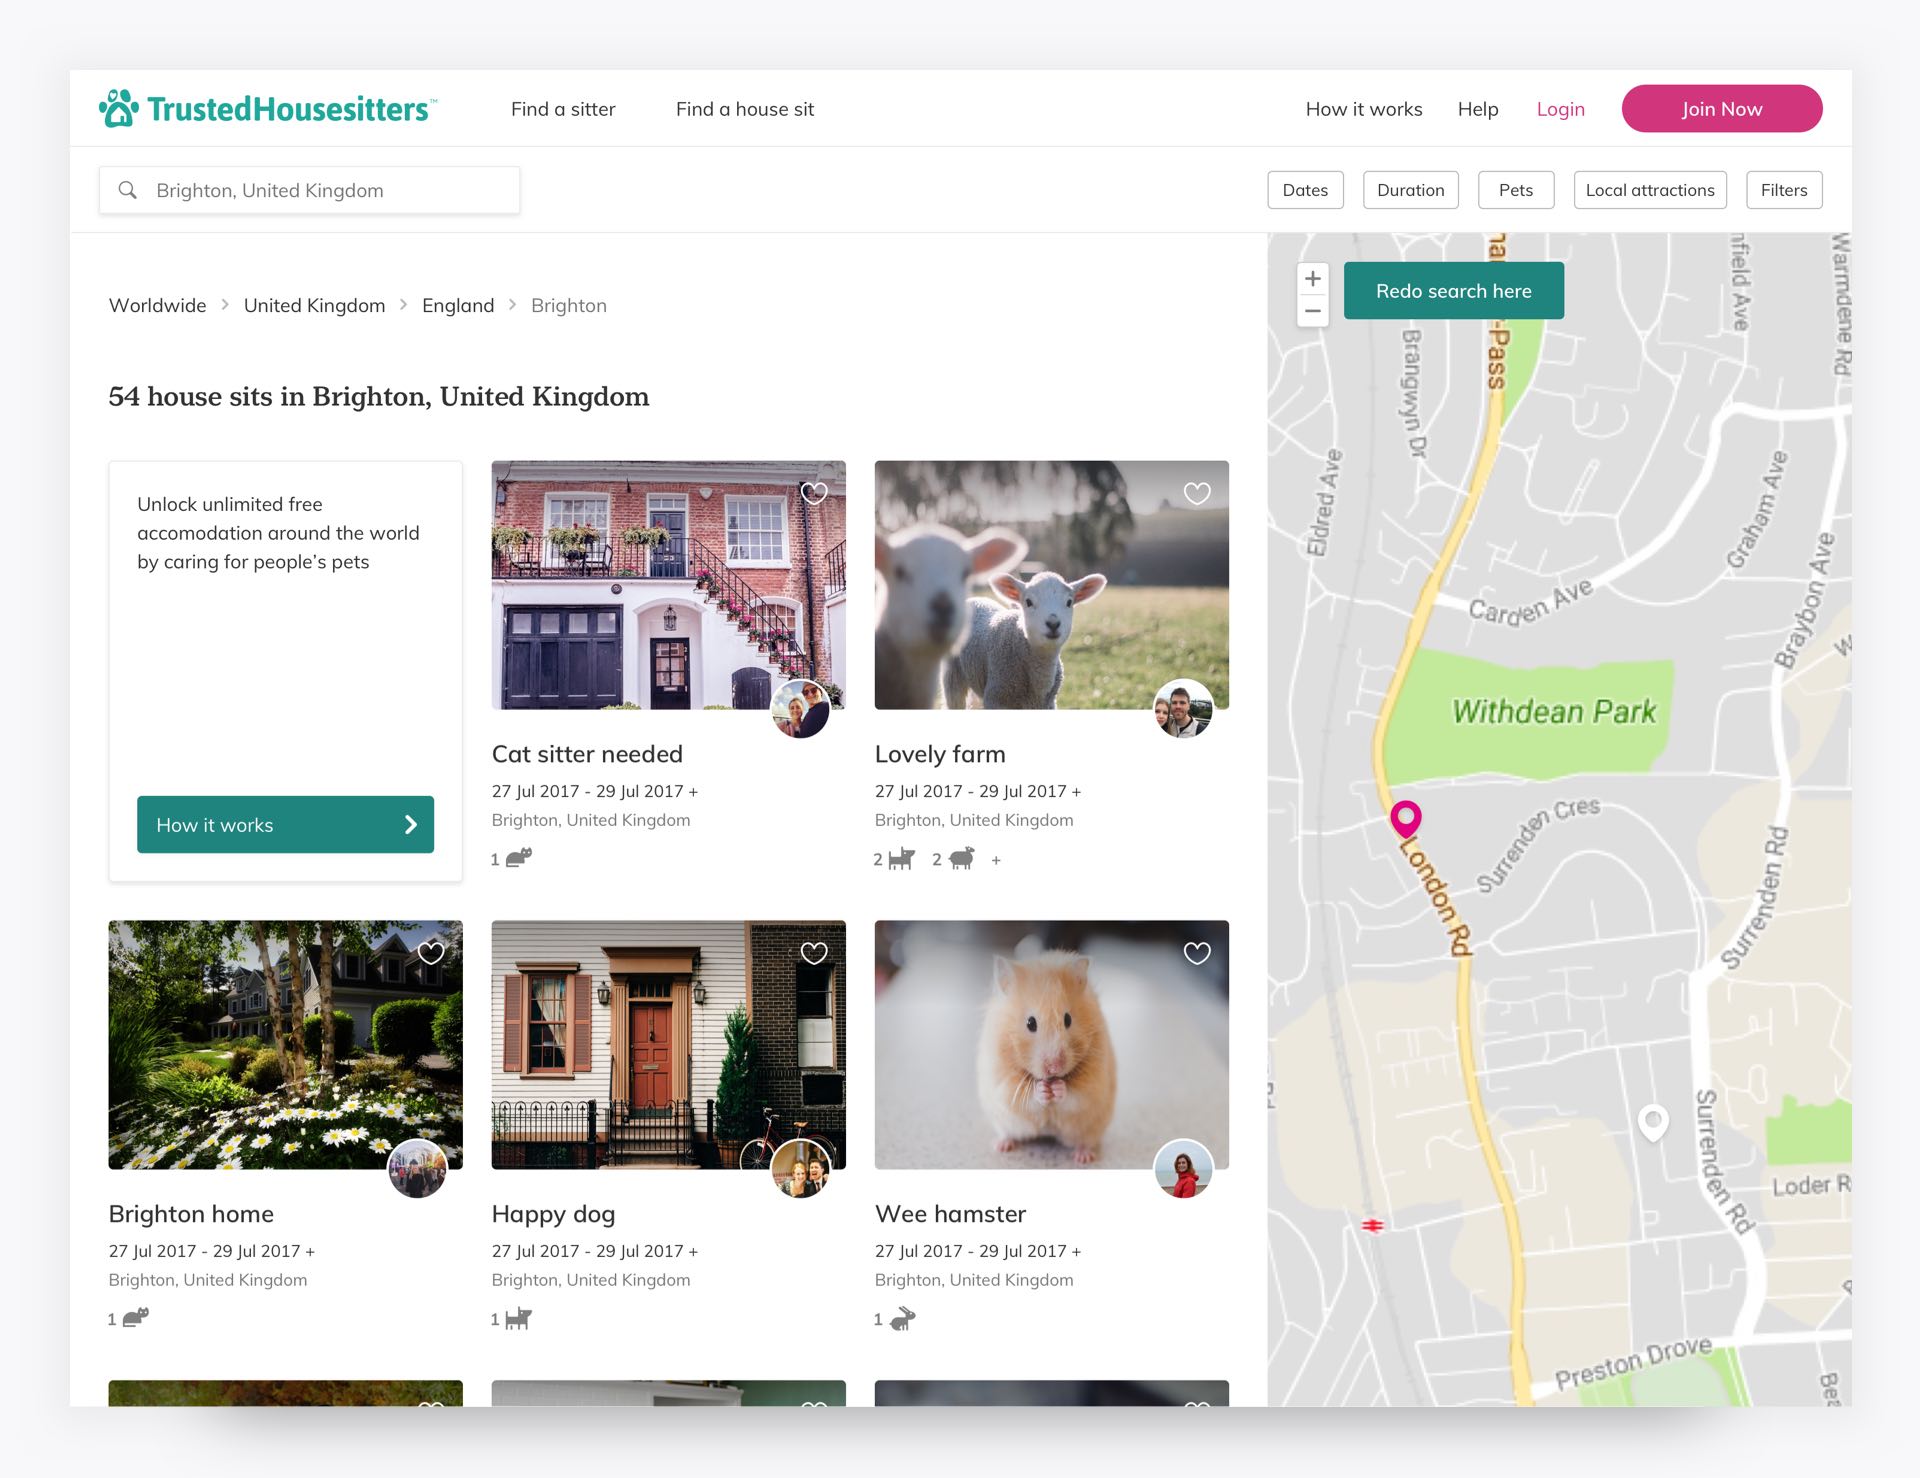 TrustedHousesitters™
Find a sitter
Find a house sit
How it works
Help
Login
Join Now
Brighton, United Kingdom
Dates
Duration
Pets
Local attractions
Filters
Worldwide > United Kingdom > England > Brighton
54 house sits in Brighton, United Kingdom
Unlock unlimited free
accomodation around the world
by caring for people’s pets
How it works
Cat sitter needed
27 Jul 2017 - 29 Jul 2017 +
Brighton, United Kingdom
1
Lovely farm
27 Jul 2017 - 29 Jul 2017 +
Brighton, United Kingdom
2 2 +
Brighton home
27 Jul 2017 - 29 Jul 2017 +
Brighton, United Kingdom
1
Happy dog
27 Jul 2017 - 29 Jul 2017 +
Brighton, United Kingdom
1
Wee hamster
27 Jul 2017 - 29 Jul 2017 +
Brighton, United Kingdom
1
+
Redo search here
−
nfield Ave
Warmdene Rd
Pass
Brangwyn Dr
Eldred Ave
Graham Ave
Carden Ave
Braybon Ave
Withdean Park
Surrenden Cres
London Rd
Surrenden Rd
Surrenden Rd
Loder R
Preston Drove